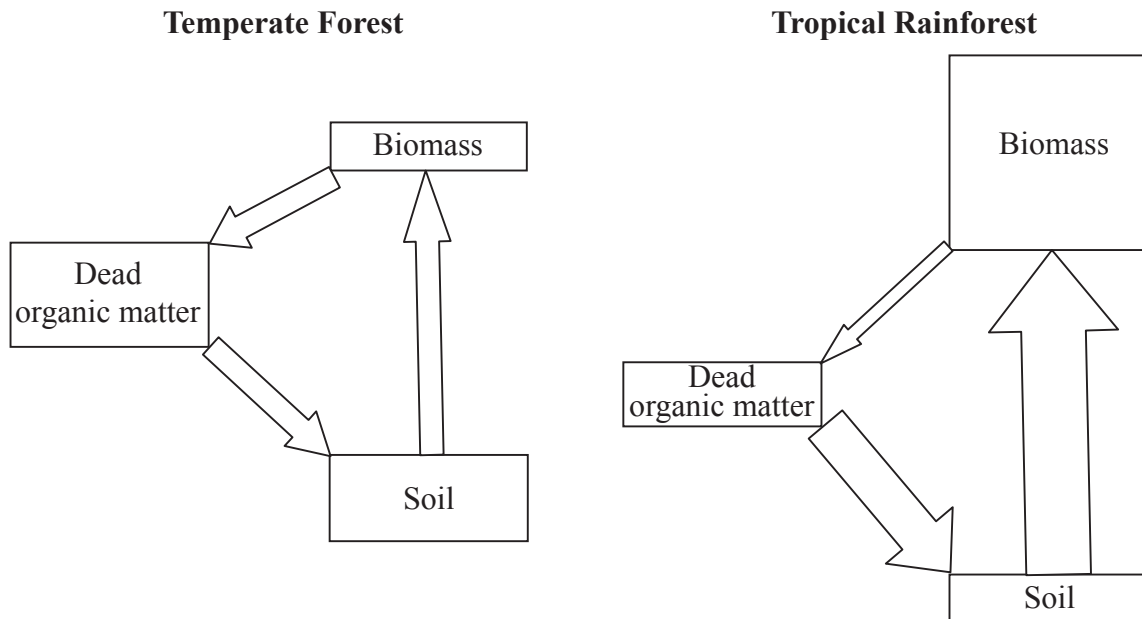 Temperate Forest
Biomass
Dead
organic matter
Soil
Tropical Rainforest
Biomass
Dead
organic matter
Soil